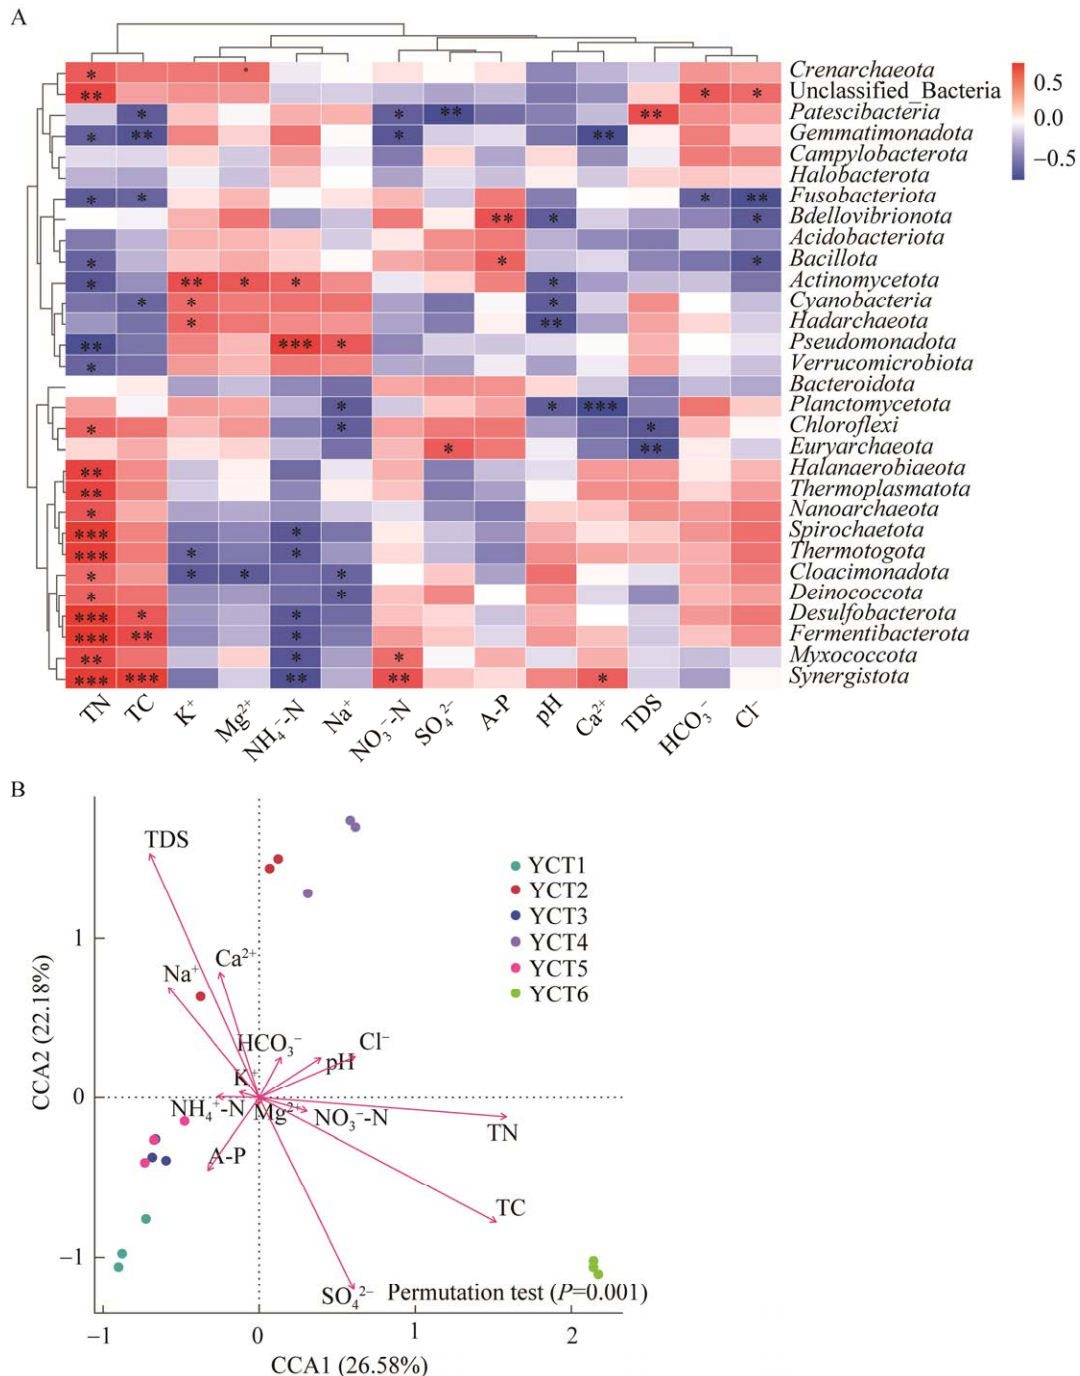 A
* * Crenarchaeota
** * * Unclassified_Bacteria
* * ** ** Patescibacteria
* ** * ** Gemmatimonadota
Campylobacterota
Halobacterota
* * * ** Fusobacteriota
** * * Bdellovibrionota
Acidobacteriota
* * * Bacillota
* ** * * * Actinomycetota
* * * Cyanobacteria
* ** Hadarchaeota
** *** * Pseudomonadota
* Verrucomicrobiota
Bacteroidota
* * *** Planctomycetota
* * * Chloroflexi
* ** Euryarchaeota
** Halanaerobiaeota
** Thermoplasmatota
* Nanoarchaeota
*** * Spirochaetota
*** * * Thermotogota
* * * * Cloacimonadota
* * Deinococcota
*** * * Desulfobacterota
*** ** * Fermentibacterota
** * * Myxococcota
*** *** ** ** * Synergistota
0.5
0.0
−0.5
TN TC K⁺ Mg²⁺ NH₄⁻-N Na⁺ NO₃⁻-N SO₄²⁻ A-P pH Ca²⁺ TDS HCO₃⁻ Cl⁻
B
TDS
Ca²⁺
Na⁺
HCO₃⁻
Cl⁻
pH
K⁺
NH₄⁺-N
Mg²⁺
NO₃⁻-N
TN
A-P
TC
SO₄²⁻
YCT1
YCT2
YCT3
YCT4
YCT5
YCT6
Permutation test (P=0.001)
CCA2 (22.18%)
1
0
−1
−1 0 1 2
CCA1 (26.58%)